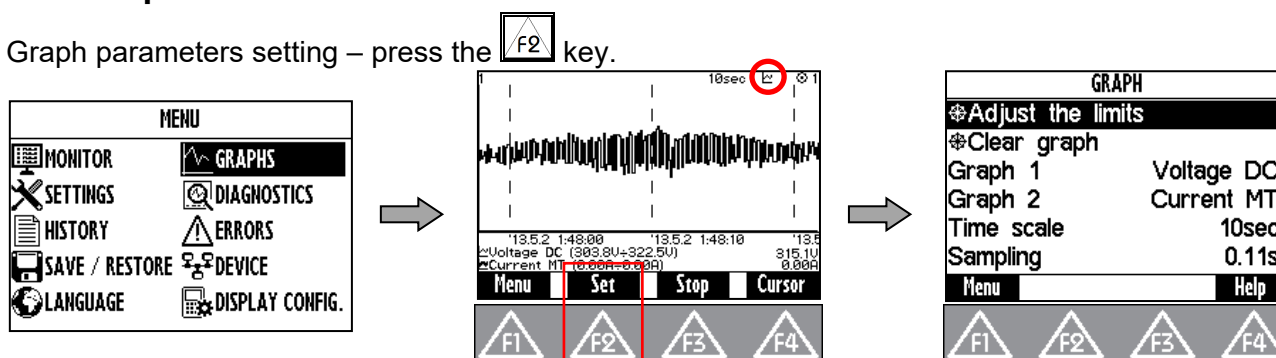 Graph parameters setting – press the F2 key.
MENU
MONITOR GRAPHS
SETTINGS DIAGNOSTICS
HISTORY ERRORS
SAVE / RESTORE DEVICE
LANGUAGE DISPLAY CONFIG.
1 10sec 1
'13.5.2 1:48:00 '13.5.2 1:48:10 '13.5
Voltage DC (303.8V÷322.5V) 315.1V
Current MT (0.00A÷0.00A) 0.00A
Menu Set Stop Cursor
F1 F2 F3 F4
GRAPH
Adjust the limits
Clear graph
Graph 1 Voltage DC
Graph 2 Current MT
Time scale 10sec
Sampling 0.11s
Menu Help
F1 F2 F3 F4